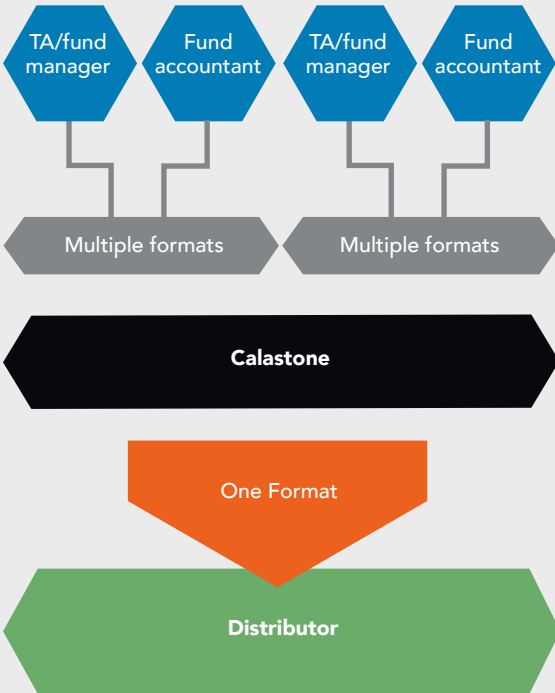 TA/fund
manager
Fund
accountant
TA/fund
manager
Fund
accountant
Multiple formats
Multiple formats
Calastone
One Format
Distributor